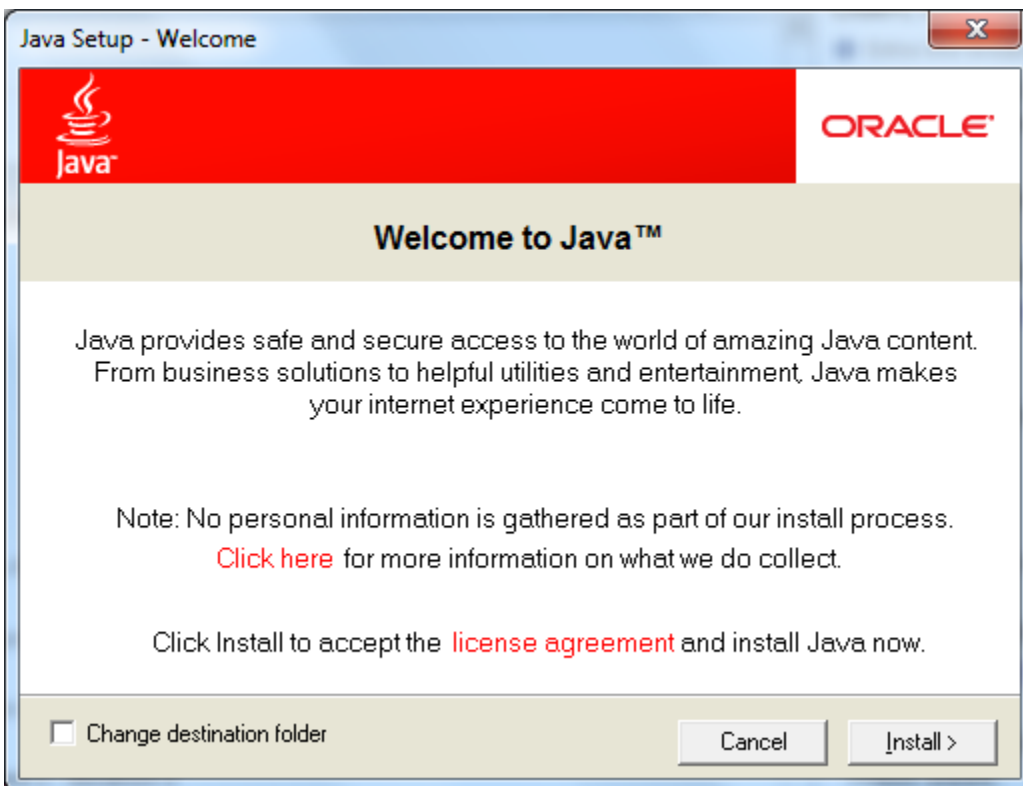 Java Setup - Welcome
Java™
ORACLE®
Welcome to Java™
Java provides safe and secure access to the world of amazing Java content.
From business solutions to helpful utilities and entertainment, Java makes
your internet experience come to life.
Note: No personal information is gathered as part of our install process.
Click here for more information on what we do collect.
Click Install to accept the license agreement and install Java now.
Change destination folder
Cancel
Install >